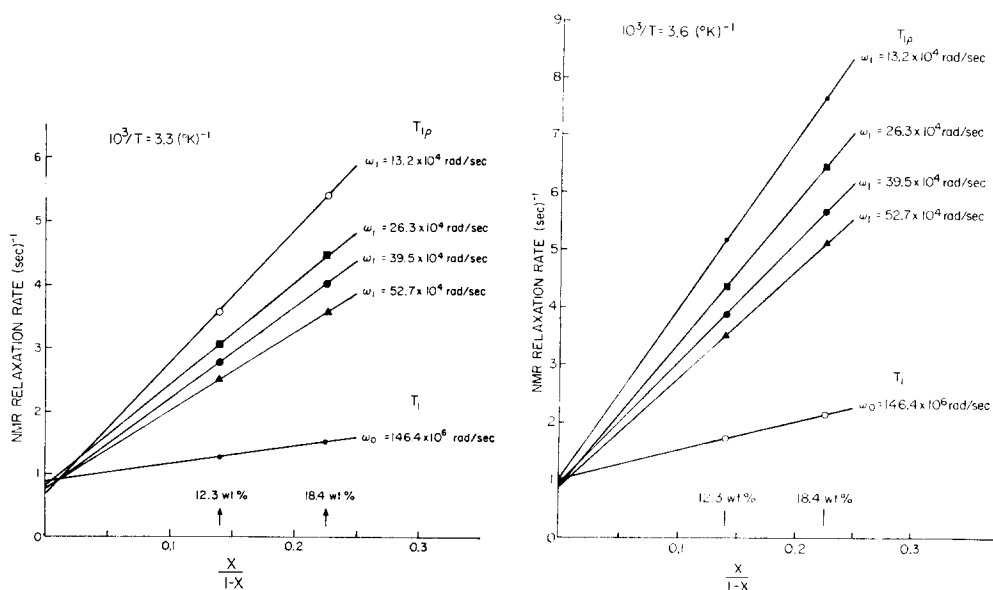 10³/T = 3.3 (°K)⁻¹
T₁ρ
ω₁ = 13.2 x 10⁴ rad/sec
ω₁ = 26.3 x 10⁴ rad/sec
ω₁ = 39.5 x 10⁴ rad/sec
ω₁ = 52.7 x 10⁴ rad/sec
T₁
ω₀ = 146.4 x 10⁶ rad/sec
12.3 wt %
18.4 wt %
NMR RELAXATION RATE (sec)⁻¹
6
5
4
3
2
1
0
0.1
0.2
0.3
X
1-X
10³/T = 3.6 (°K)⁻¹
T₁ρ
ω₁ = 13.2 x 10⁴ rad/sec
ω₁ = 26.3 x 10⁴ rad/sec
ω₁ = 39.5 x 10⁴ rad/sec
ω₁ = 52.7 x 10⁴ rad/sec
T₁
ω₀ = 146.4 x 10⁶ rad/sec
12.3 wt %
18.4 wt %
NMR RELAXATION RATE (sec)⁻¹
9
8
7
6
5
4
3
2
1
0
0.1
0.2
0.3
X
1-X